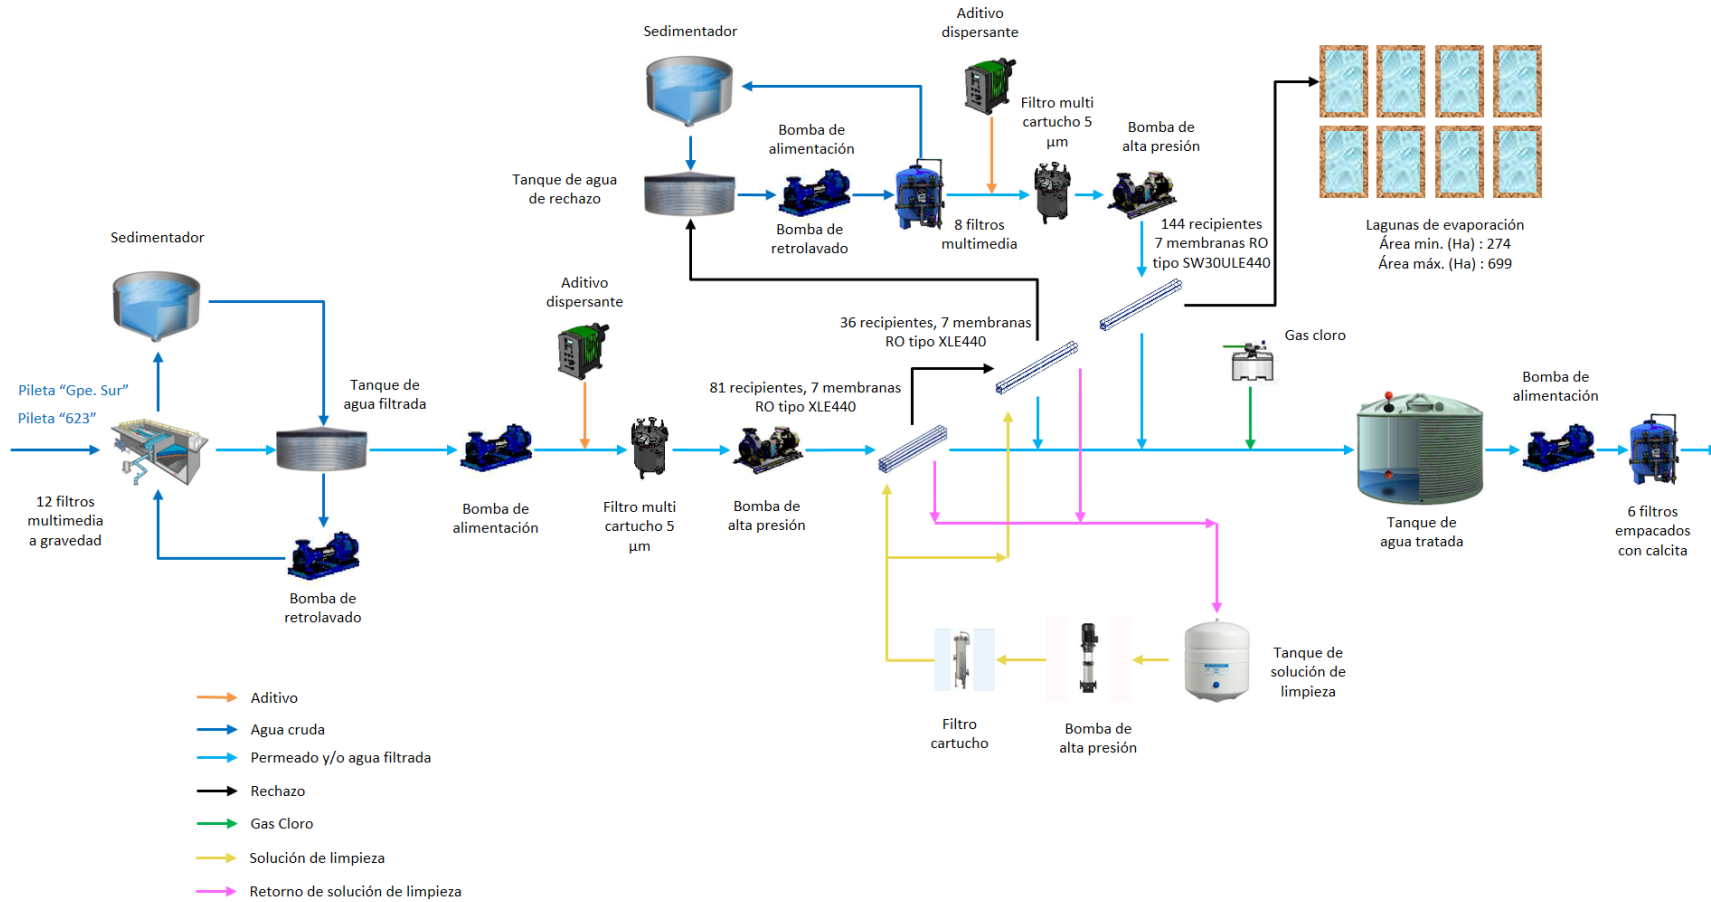 Sedimentador
Aditivo
dispersante
Filtro multi
cartucho 5
µm
Bomba de
alimentación
Bomba de
alta presión
Tanque de agua
de rechazo
Bomba de
retrolavado
8 filtros
multimedia
144 recipientes
7 membranas RO
tipo SW30ULE440
Lagunas de evaporación
Área min. (Ha) : 274
Área máx. (Ha) : 699
Sedimentador
Aditivo
dispersante
36 recipientes, 7 membranas
RO tipo XLE440
Gas cloro
Pileta “Gpe. Sur”
Pileta “623”
Tanque de
agua filtrada
81 recipientes, 7 membranas
RO tipo XLE440
Bomba de
alimentación
12 filtros
multimedia
a gravedad
Bomba de
alimentación
Filtro multi
cartucho 5
µm
Bomba de
alta presión
Tanque de
agua tratada
6 filtros
empacados
con calcita
Bomba de
retrolavado
Tanque de
solución de
limpieza
Filtro
cartucho
Bomba de
alta presión
Aditivo
Agua cruda
Permeado y/o agua filtrada
Rechazo
Gas Cloro
Solución de limpieza
Retorno de solución de limpieza